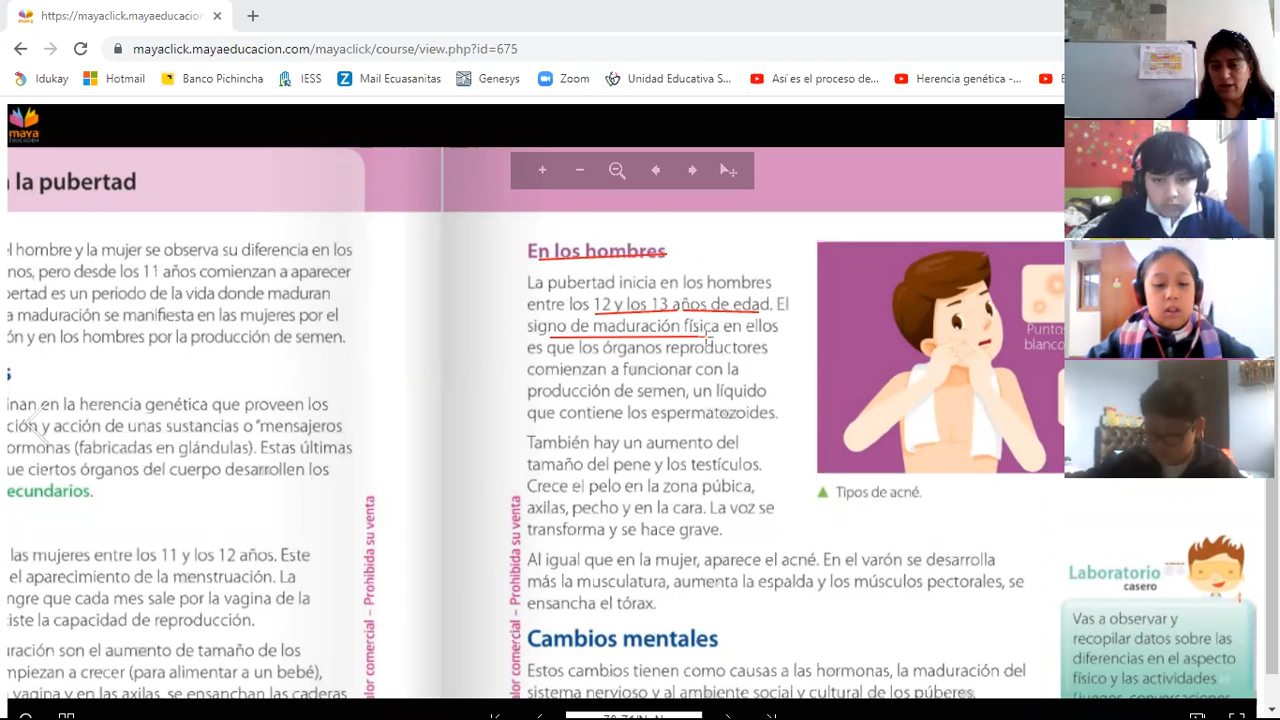 https://mayaclick.mayaeducacion
mayaclick.mayaeducacion.com/mayaclick/course/view.php?id=675
Idukay
Hotmail
Banco Pichincha
IESS
Mail Ecuasanitas
Genesys
Zoom
Unidad Educativa S...
Así es el proceso de...
Herencia genética -...
maya
EDUCACIÓN
la pubertad
el hombre y la mujer se observa su diferencia en los
nos, pero desde los 11 años comienzan a aparecer
bertad es un periodo de la vida donde maduran
a maduración se manifiesta en las mujeres por el
ón y en los hombres por la producción de semen.
s
inan en la herencia genética que proveen los
ción y acción de unas sustancias o "mensajeros
ormonas (fabricadas en glándulas). Estas últimas
ue ciertos órganos del cuerpo desarrollen los
ecundarios.
las mujeres entre los 11 y los 12 años. Este
el aparecimiento de la menstruación. La
ngre que cada mes sale por la vagina de la
iste la capacidad de reproducción.
uración son el aumento de tamaño de los
mpiezan a crecer (para alimentar a un bebé),
vagina y en las axilas, se ensanchan las caderas
lor comercial – Prohibida su venta
or comercial – Prohibida su venta
En los hombres
La pubertad inicia en los hombres
entre los 12 y los 13 años de edad. El
signo de maduración física en ellos
es que los órganos reproductores
comienzan a funcionar con la
producción de semen, un líquido
que contiene los espermatozoides.
También hay un aumento del
tamaño del pene y los testículos.
Crece el pelo en la zona púbica,
axilas, pecho y en la cara. La voz se
transforma y se hace grave.
Al igual que en la mujer, aparece el acné. En el varón se desarrolla
más la musculatura, aumenta la espalda y los músculos pectorales, se
ensancha el tórax.
Cambios mentales
Estos cambios tienen como causas a las hormonas, la maduración del
sistema nervioso y al ambiente social y cultural de los púberes.
Puntos
blanco
Tipos de acné.
Laboratorio
casero
Vas a observar y
recopilar datos sobre las
diferencias en el aspecto
físico y las actividades
(juegos, conversaciones